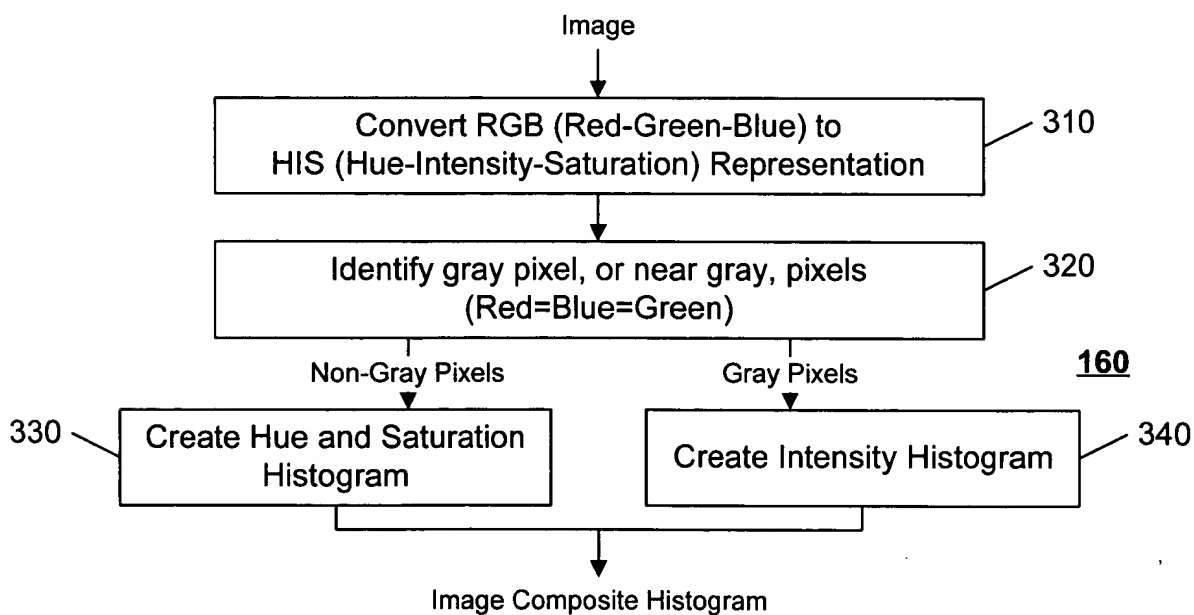 Image
Convert RGB (Red-Green-Blue) to
HIS (Hue-Intensity-Saturation) Representation
310
Identify gray pixel, or near gray, pixels
(Red=Blue=Green)
320
Non-Gray Pixels
Gray Pixels
160
330
Create Hue and Saturation
Histogram
Create Intensity Histogram
340
Image Composite Histogram